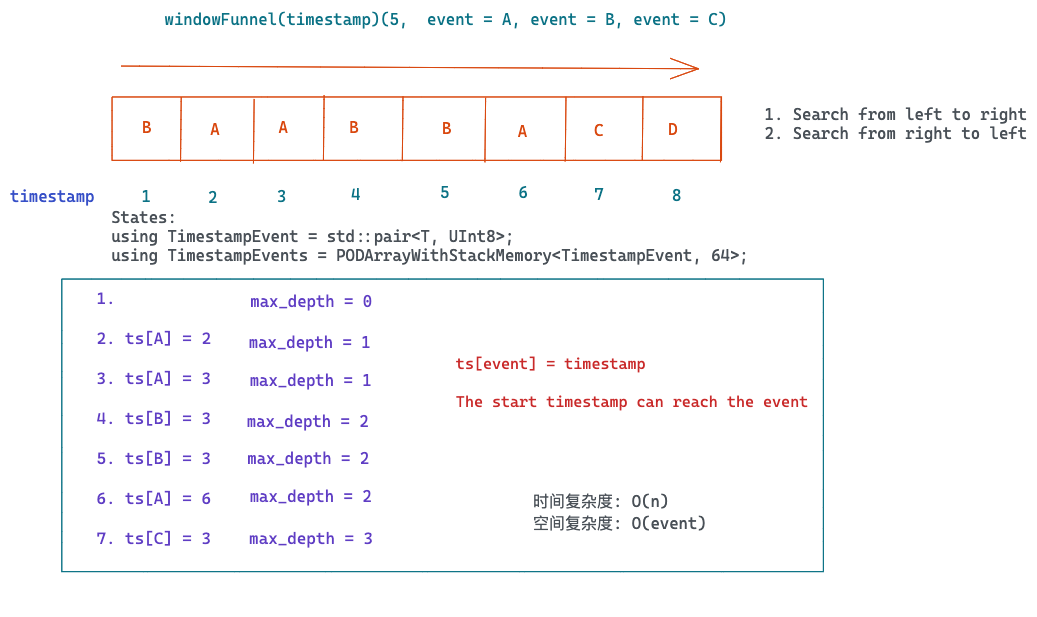 windowFunnel(timestamp)(5,  event = A, event = B, event = C)
B A A B B A C D
1. Search from left to right
2. Search from right to left
timestamp 1 2 3 4 5 6 7 8
States:
using TimestampEvent = std::pair<T, UInt8>;
using TimestampEvents = PODArrayWithStackMemory<TimestampEvent, 64>;
1. max_depth = 0
2. ts[A] = 2 max_depth = 1
ts[event] = timestamp
3. ts[A] = 3 max_depth = 1
The start timestamp can reach the event
4. ts[B] = 3 max_depth = 2
5. ts[B] = 3 max_depth = 2
6. ts[A] = 6 max_depth = 2
时间复杂度: O(n)
空间复杂度: O(event)
7. ts[C] = 3 max_depth = 3